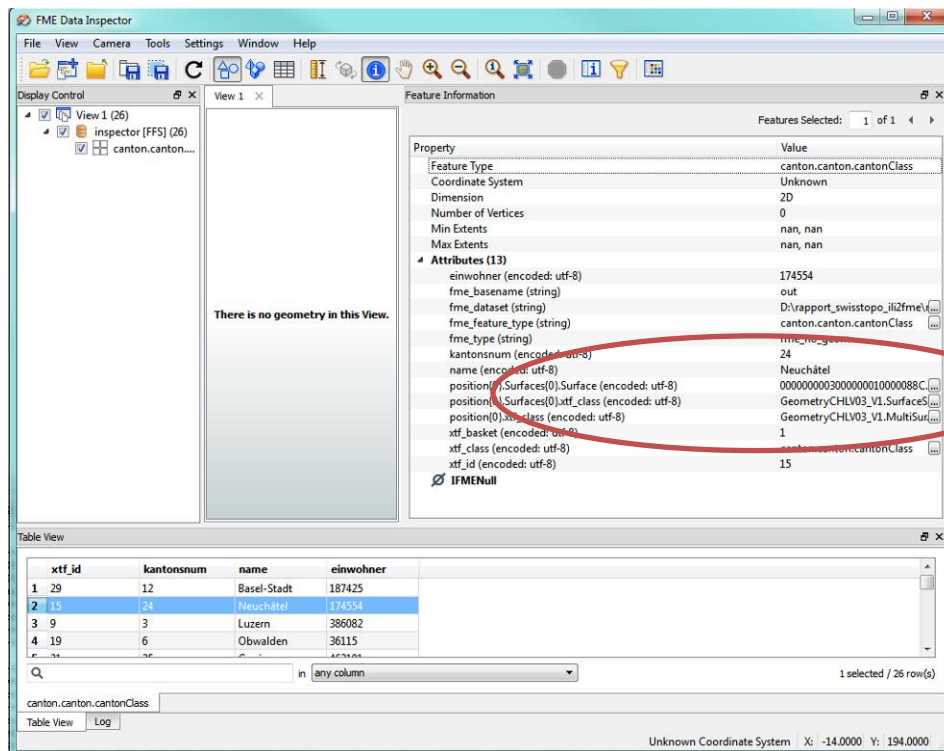 FME Data Inspector
File View Camera Tools Settings Window Help
Display Control
View 1 (26)
inspector [FFS] (26)
canton.canton....
View 1
There is no geometry in this View.
Feature Information
Features Selected: 1 of 1
Property Value
Feature Type canton.canton.cantonClass
Coordinate System Unknown
Dimension 2D
Number of Vertices 0
Min Extents nan, nan
Max Extents nan, nan
Attributes (13)
einwohner (encoded: utf-8) 174554
fme_basename (string) out
fme_dataset (string) D:\rapport_swisstopo_ili2fme\r...
fme_feature_type (string) canton.canton.cantonClass ...
fme_type (string) fme_no_geom
kantonsnum (encoded: utf-8) 24
name (encoded: utf-8) Neuchâtel
position{0}.Surfaces{0}.Surface (encoded: utf-8) 0000000003000000010000088C...
position{0}.Surfaces{0}.xtf_class (encoded: utf-8) GeometryCHLV03_V1.SurfaceS...
position{0}.xtf_class (encoded: utf-8) GeometryCHLV03_V1.MultiSur...
xtf_basket (encoded: utf-8) 1
xtf_class (encoded: utf-8) canton.canton.cantonClass ...
xtf_id (encoded: utf-8) 15
IFMENull
Table View
xtf_id kantonsnum name einwohner
1 29 12 Basel-Stadt 187425
2 15 24 Neuchâtel 174554
3 9 3 Luzern 386082
4 19 6 Obwalden 36115
in any column 1 selected / 26 row(s)
canton.canton.cantonClass
Table View Log
Unknown Coordinate System X: -14.0000 Y: 194.0000